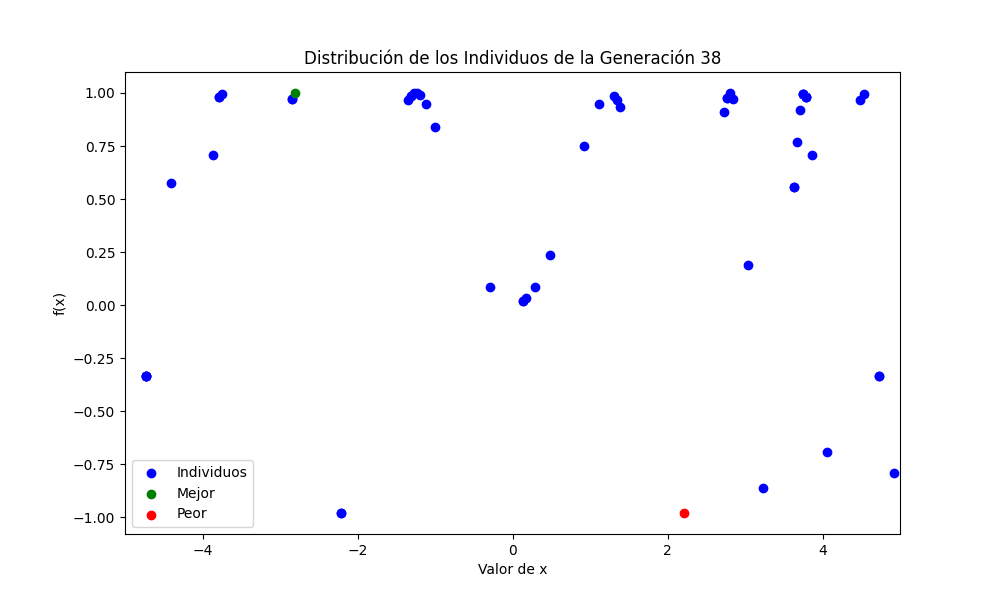 Distribución de los Individuos de la Generación 38
f(x)
1.00
0.75
0.50
0.25
0.00
−0.25
−0.50
−0.75
−1.00
Individuos
Mejor
Peor
−4
−2
0
2
4
Valor de x